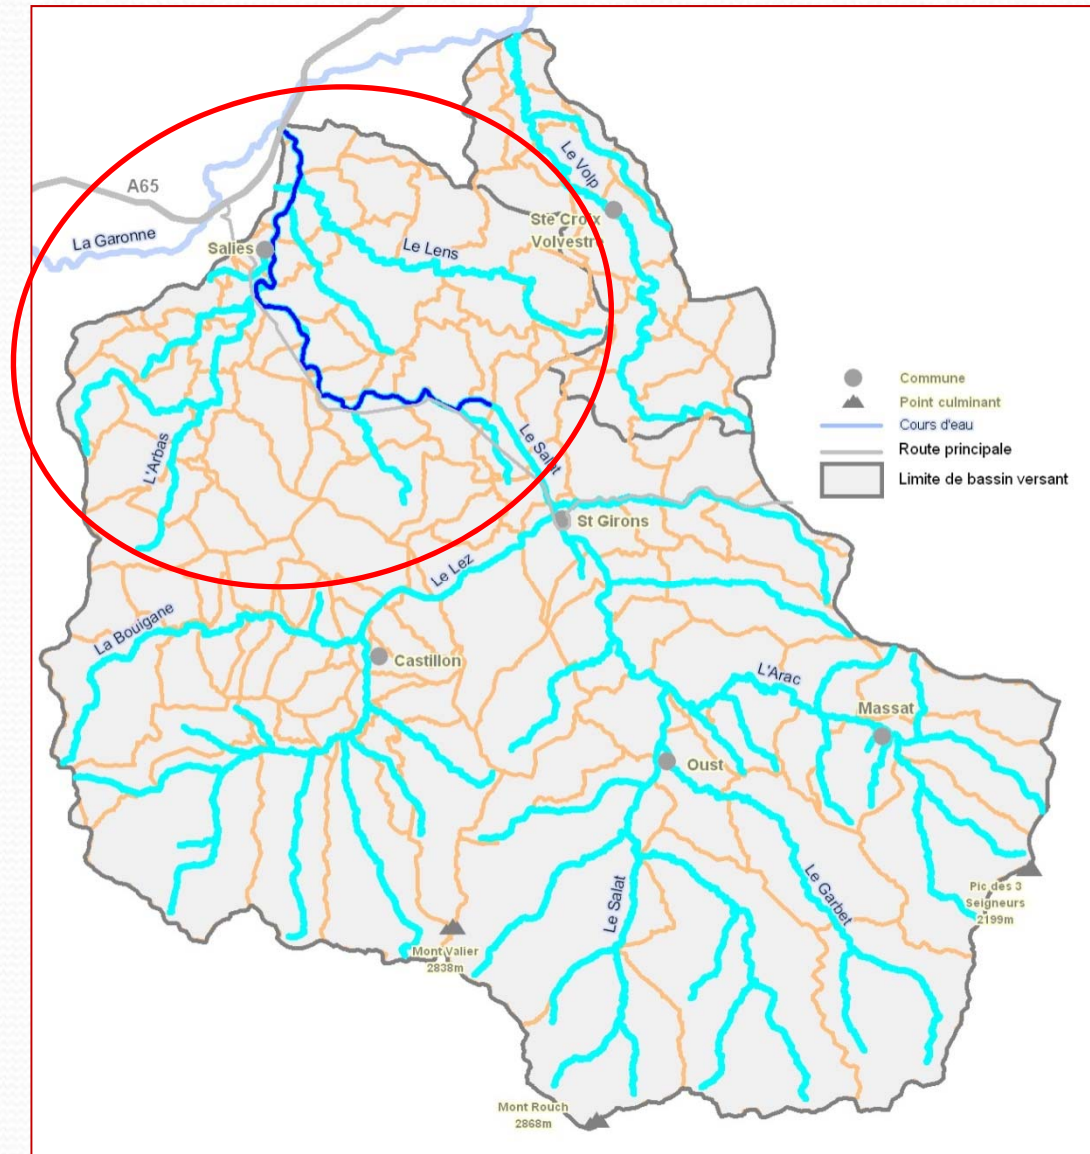 A65
La Garonne
Salies
Le Lens
Le Volp
Ste Croix
Volvestre
L'Arbas
Le Salat
St Girons
Le Lez
La Bouigane
Castillon
L'Arac
Massat
Oust
Le Salat
Le Garbet
Pic des 3
Seigneurs
2199m
Mont Valier
2838m
Mont Rouch
2868m
Commune
Point culminant
Cours d'eau
Route principale
Limite de bassin versant